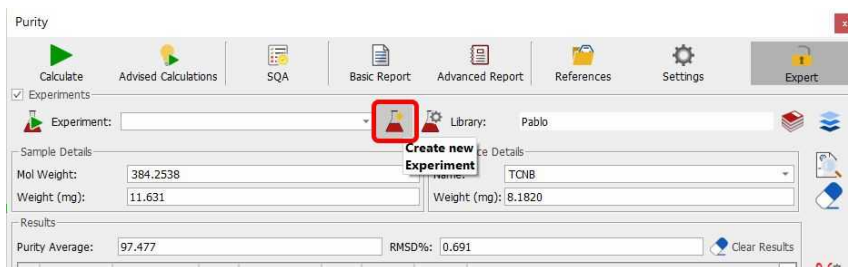 Purity
x
Calculate Advised Calculations SQA Basic Report Advanced Report References Settings Expert
Experiments
Experiment: Library: Pablo
Create new
Experiment
Sample Details ce Details
Mol Weight: 384.2538 Name: TCNB
Weight (mg): 11.631 Weight (mg): 8.1820
Results
Purity Average: 97.477 RMSD%: 0.691 Clear Results